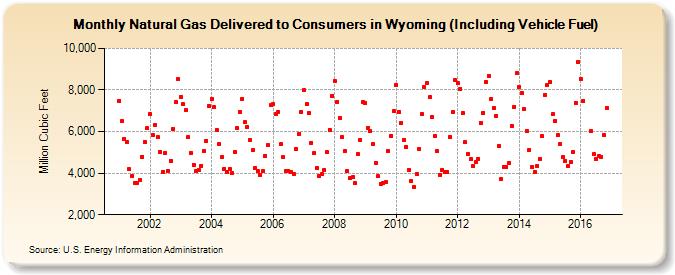 Monthly Natural Gas Delivered to Consumers in Wyoming (Including Vehicle Fuel)
Million Cubic Feet
10,000
8,000
6,000
4,000
2,000
2002 2004 2006 2008 2010 2012 2014 2016
Source: U.S. Energy Information Administration